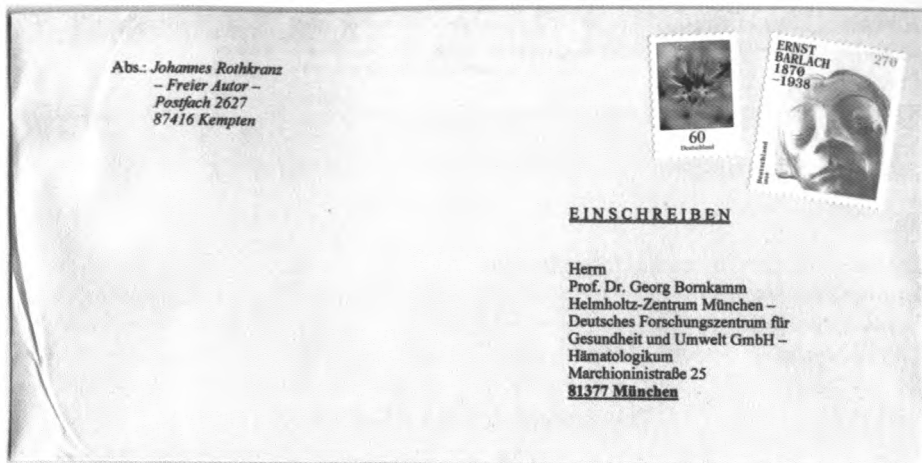 Abs.: Johannes Rothkranz
– Freier Autor –
Postfach 2627
87416 Kempten
60
Deutschland
ERNST
BARLACH
1870
–1938
270
Deutschland
EINSCHREIBEN
Herrn
Prof. Dr. Georg Bornkamm
Helmholtz-Zentrum München –
Deutsches Forschungszentrum für
Gesundheit und Umwelt GmbH –
Hämatologikum
Marchioninistraße 25
81377 München